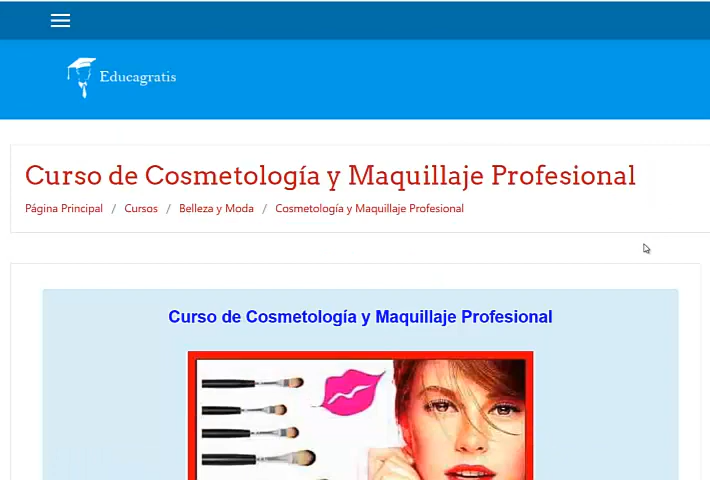 Educagratis
Curso de Cosmetología y Maquillaje Profesional
Página Principal / Cursos / Belleza y Moda / Cosmetología y Maquillaje Profesional
Curso de Cosmetología y Maquillaje Profesional